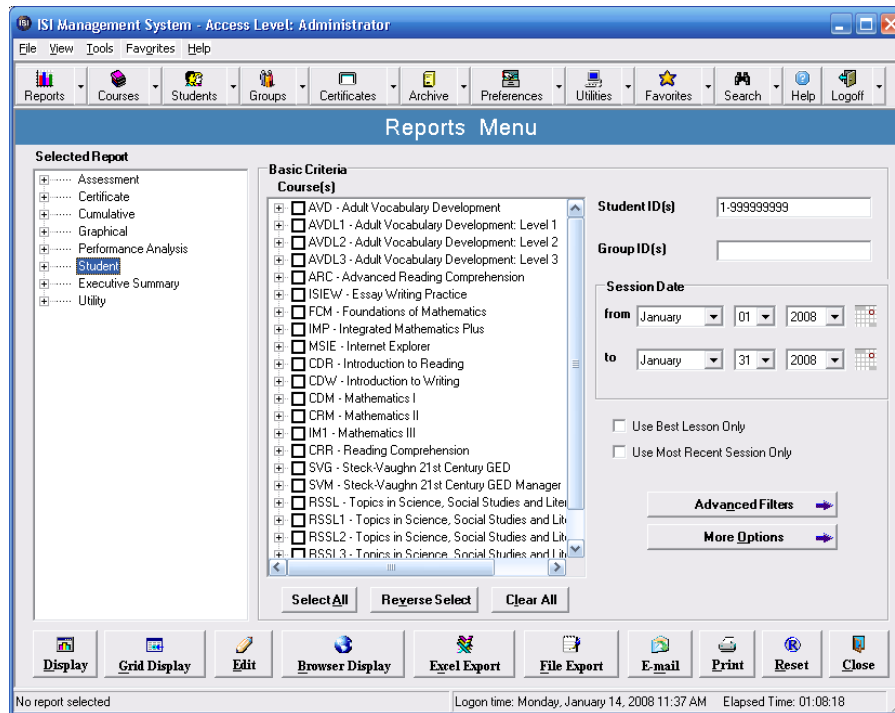 ISI Management System - Access Level: Administrator
File View Tools Favorites Help
Reports Courses Students Groups Certificates Archive Preferences Utilities Favorites Search Help Logoff
Reports Menu
Selected Report
Assessment
Certificate
Cumulative
Graphical
Performance Analysis
Student
Executive Summary
Utility
Basic Criteria
Course(s)
AVD - Adult Vocabulary Development
AVDL1 - Adult Vocabulary Development: Level 1
AVDL2 - Adult Vocabulary Development: Level 2
AVDL3 - Adult Vocabulary Development: Level 3
ARC - Advanced Reading Comprehension
ISIEW - Essay Writing Practice
FCM - Foundations of Mathematics
IMP - Integrated Mathematics Plus
MSIE - Internet Explorer
CDR - Introduction to Reading
CDW - Introduction to Writing
CDM - Mathematics I
CRM - Mathematics II
IM1 - Mathematics III
CRR - Reading Comprehension
SVG - Steck-Vaughn 21st Century GED
SVM - Steck-Vaughn 21st Century GED Manager
RSSL - Topics in Science, Social Studies and Liter
RSSL1 - Topics in Science, Social Studies and Lite
RSSL2 - Topics in Science, Social Studies and Lite
RSSL3 - Topics in Science, Social Studies and Lite
Select All Reverse Select Clear All
Student ID(s) 1-999999999
Group ID(s)
Session Date
from January 01 2008
to January 31 2008
Use Best Lesson Only
Use Most Recent Session Only
Advanced Filters
More Options
Display Grid Display Edit Browser Display Excel Export File Export E-mail Print Reset Close
No report selected Logon time: Monday, January 14, 2008 11:37 AM Elapsed Time: 01:08:18